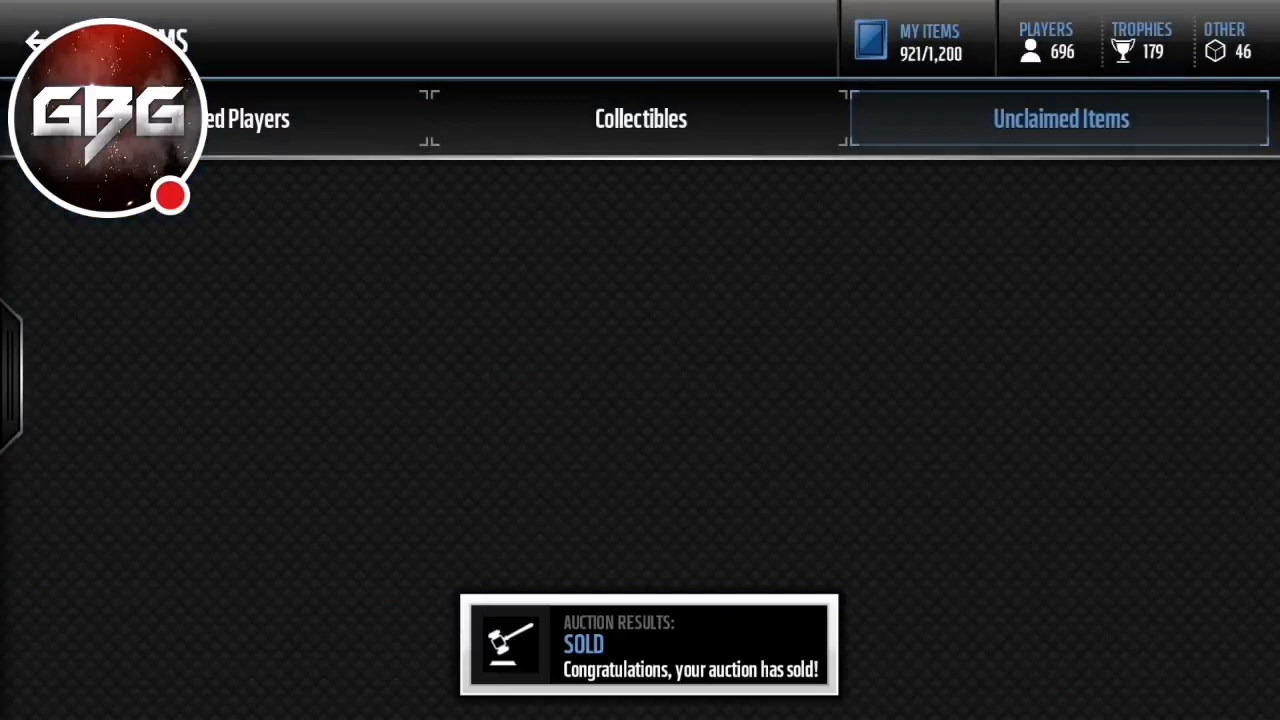 MS
MY ITEMS
921/1,200
PLAYERS
696
TROPHIES
179
OTHER
46
GBG
ed Players
Collectibles
Unclaimed Items
AUCTION RESULTS:
SOLD
Congratulations, your auction has sold!